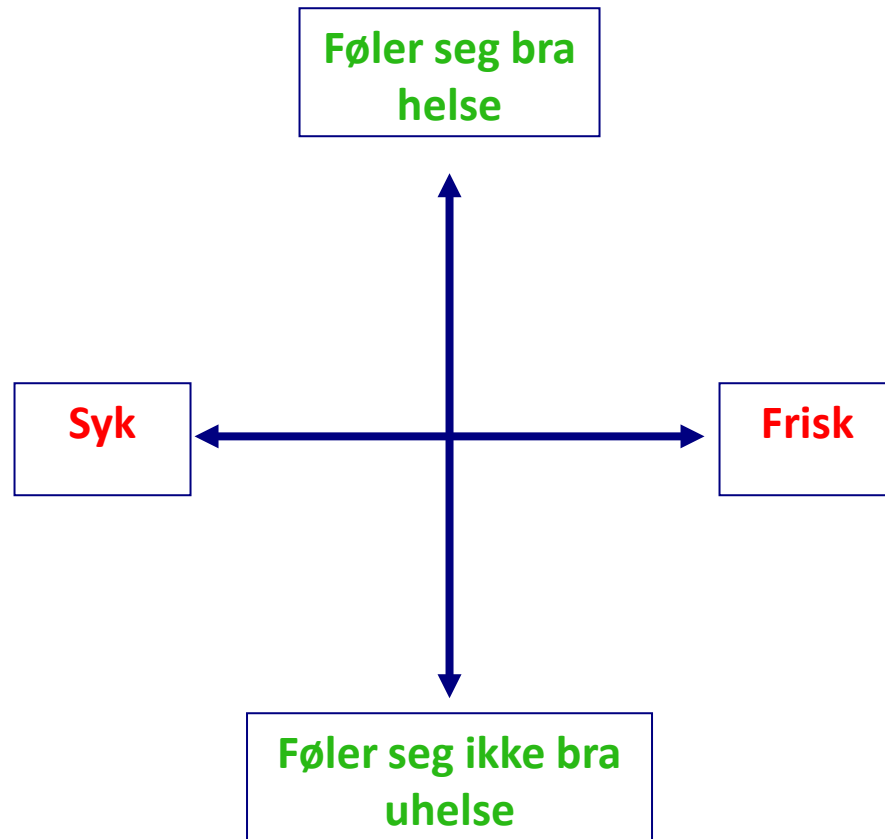 Føler seg bra
helse
Syk
Frisk
Føler seg ikke bra
uhelse